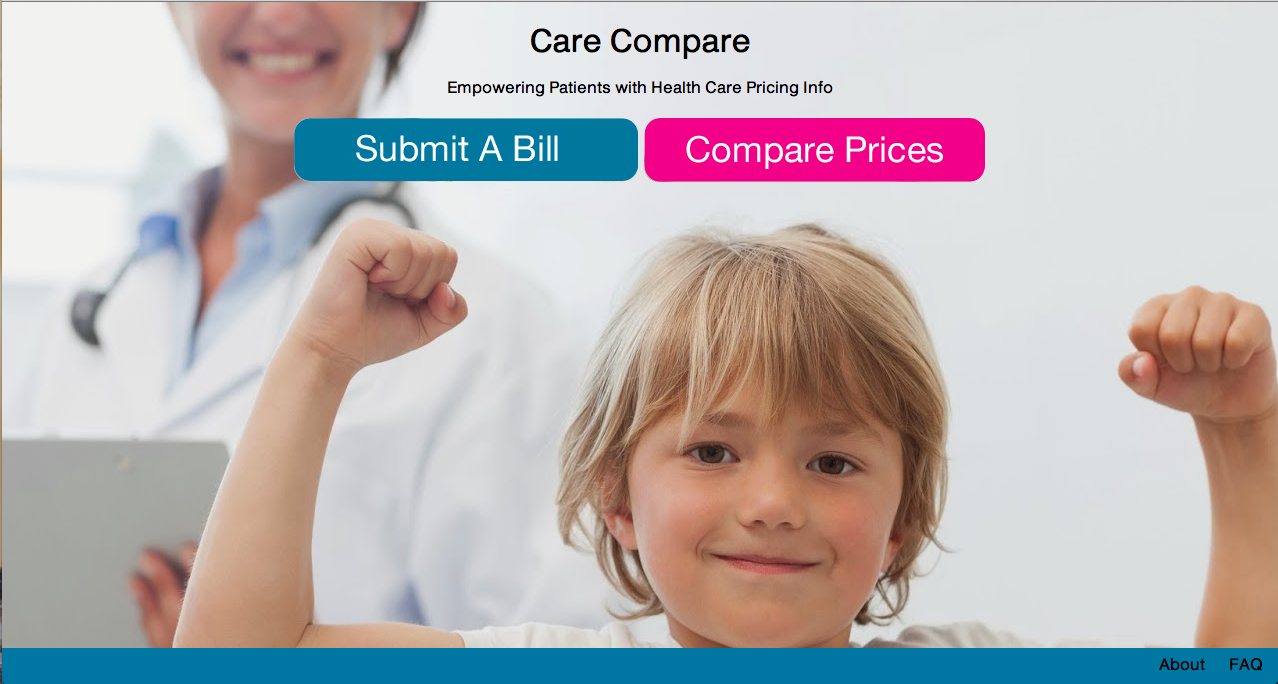 Care Compare
Empowering Patients with Health Care Pricing Info
Submit A Bill Compare Prices
About FAQ